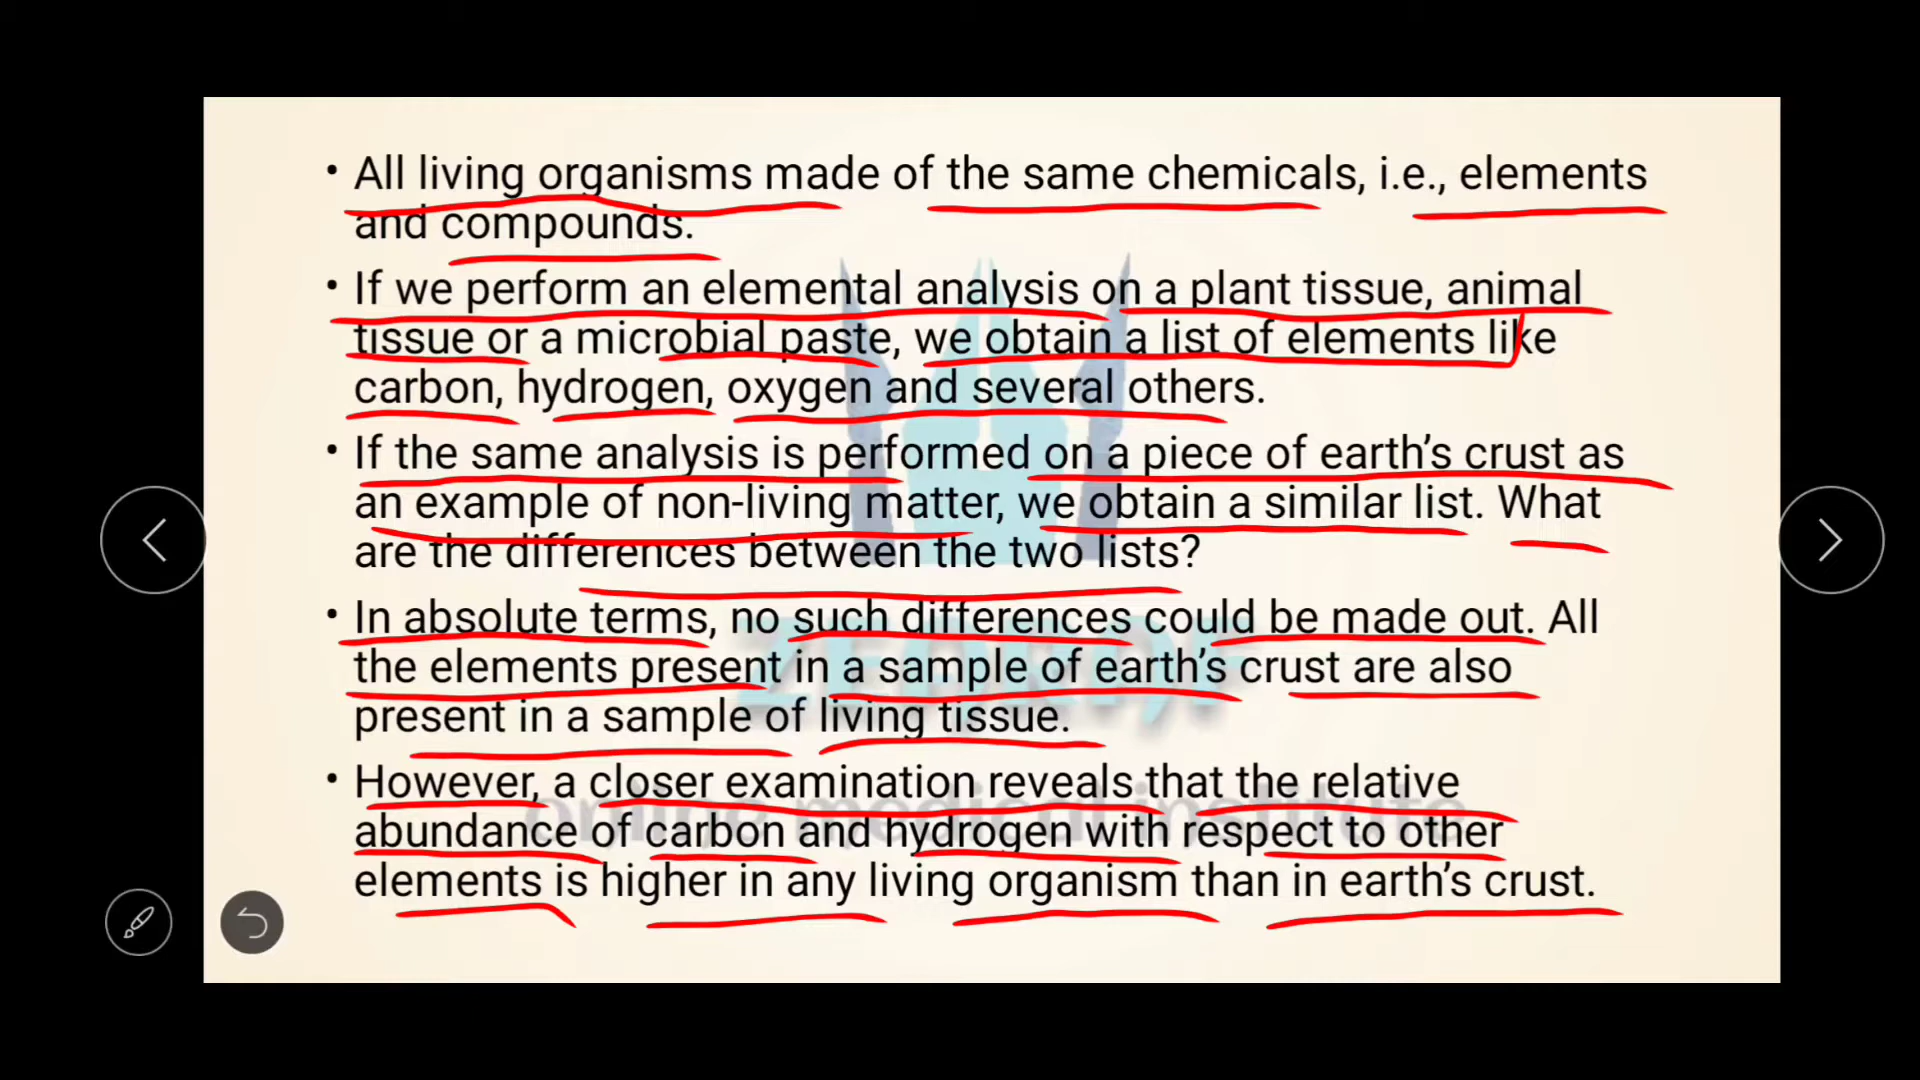 • All living organisms made of the same chemicals, i.e., elements
and compounds.
• If we perform an elemental analysis on a plant tissue, animal
tissue or a microbial paste, we obtain a list of elements like
carbon, hydrogen, oxygen and several others.
• If the same analysis is performed on a piece of earth’s crust as
an example of non-living matter, we obtain a similar list. What
are the differences between the two lists?
• In absolute terms, no such differences could be made out. All
the elements present in a sample of earth’s crust are also
present in a sample of living tissue.
• However, a closer examination reveals that the relative
abundance of carbon and hydrogen with respect to other
elements is higher in any living organism than in earth’s crust.
online medical institute